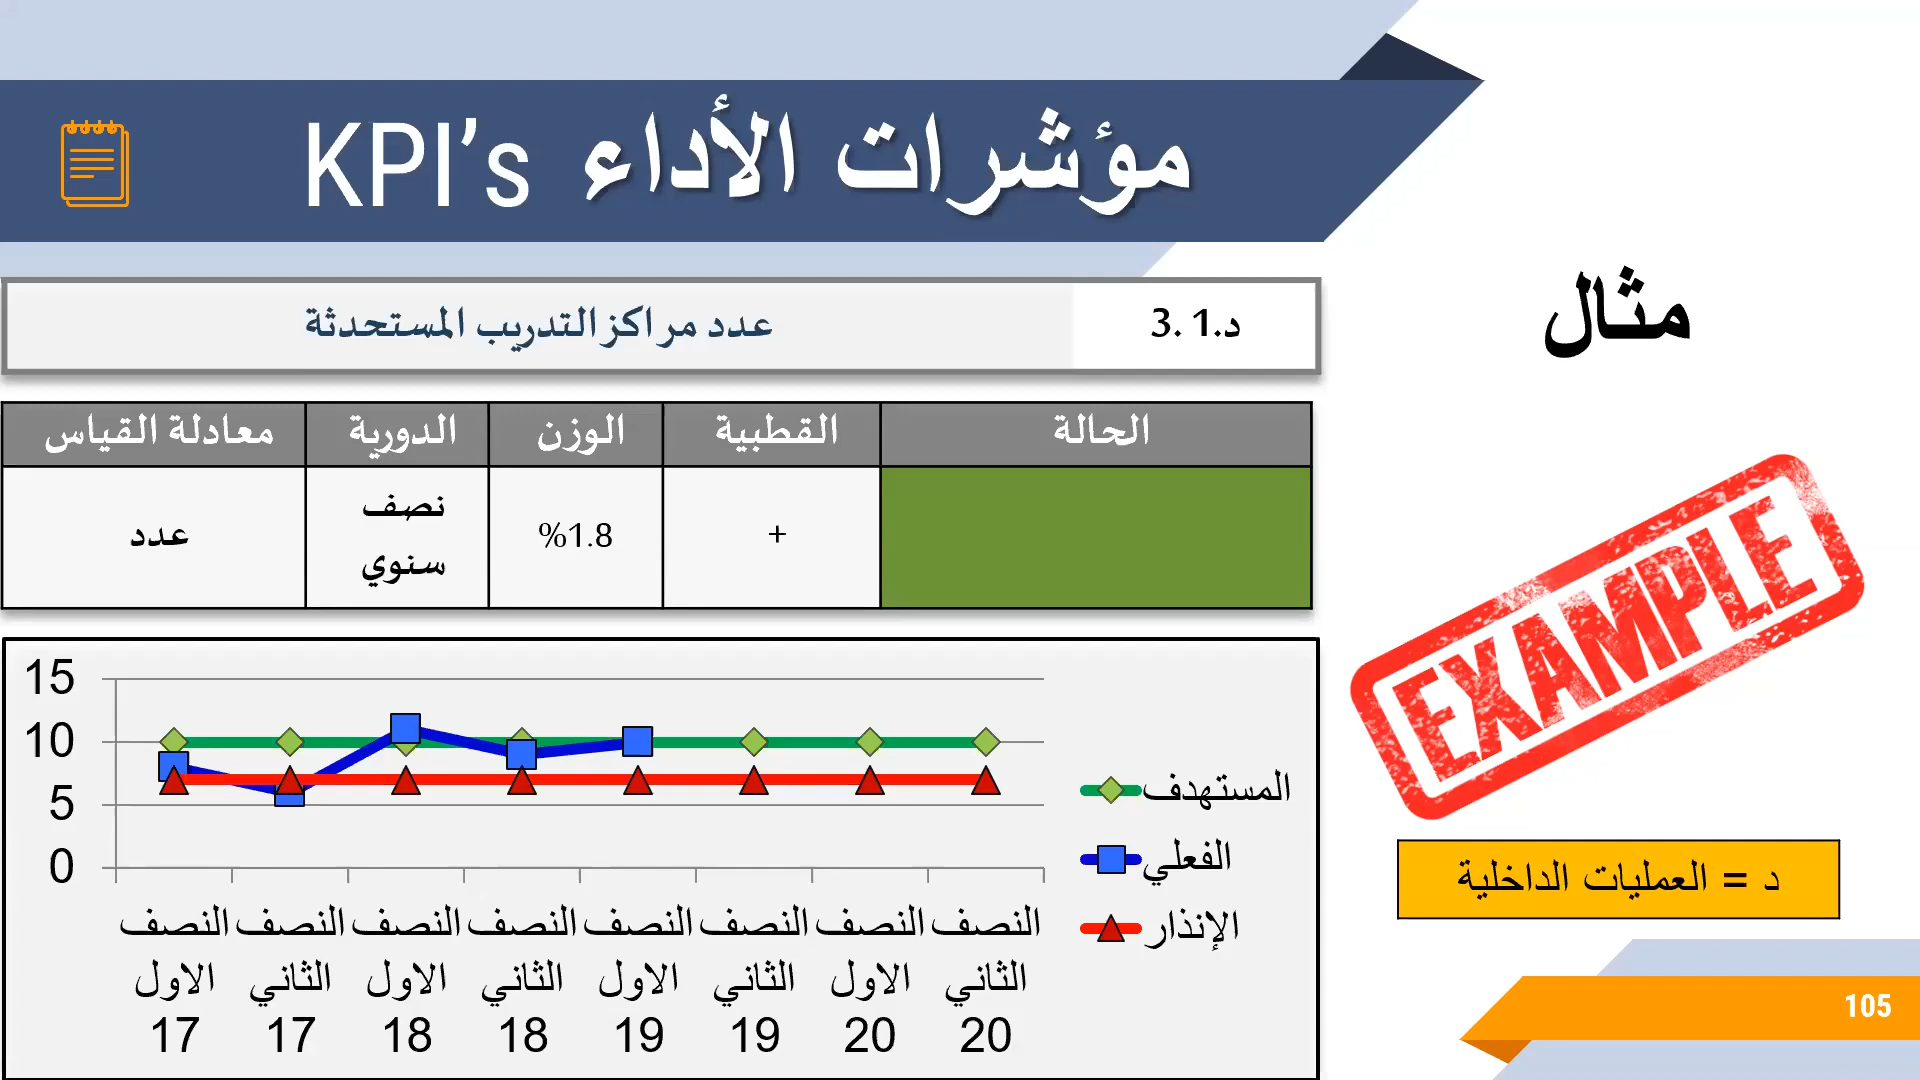 مؤشرات الأداء KPI’s
مثال
د.1 .3
عدد مراكز التدريب المستحدثة
الحالة
القطبية
الوزن
الدورية
معادلة القياس
+
%1.8
نصف
سنوي
عدد
15
10
5
0
النصف الاول 17
النصف الثاني 17
النصف الاول 18
النصف الثاني 18
النصف الاول 19
النصف الثاني 19
النصف الاول 20
النصف الثاني 20
المستهدف
الفعلي
الإنذار
EXAMPLE
د = العمليات الداخلية
105